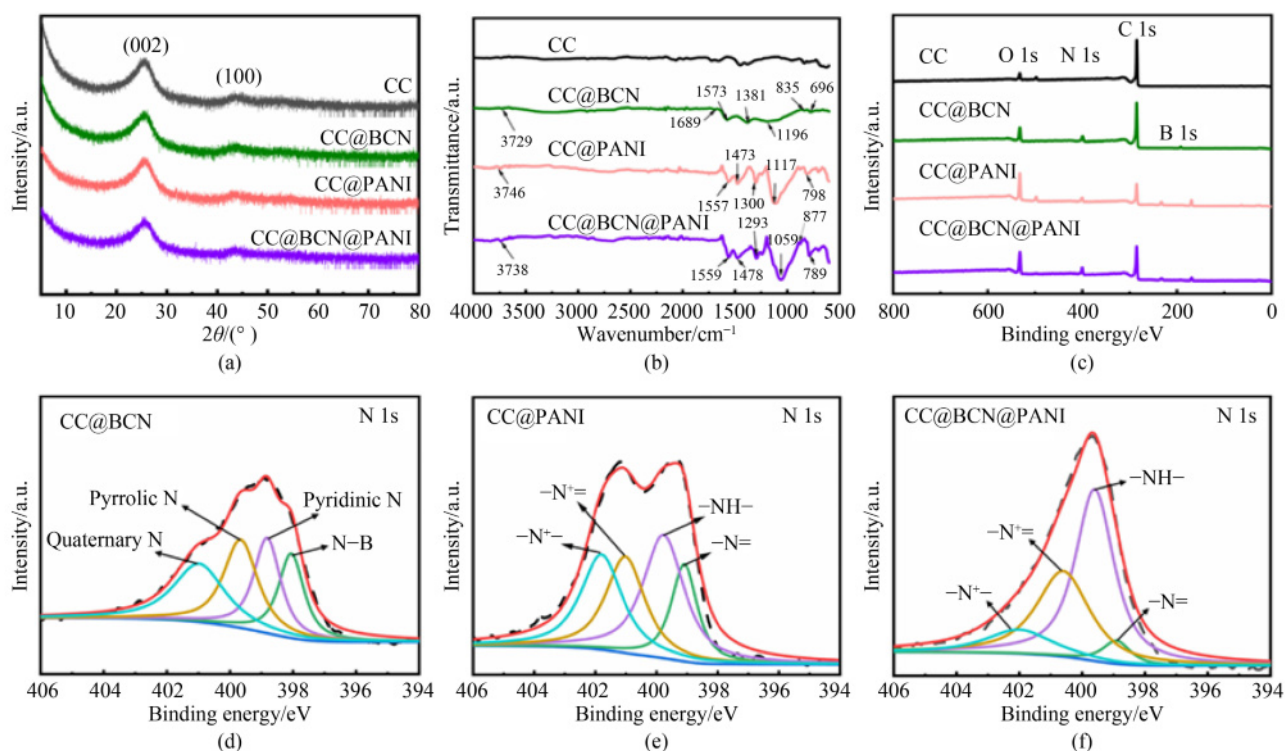 (002)
(100)
CC
CC@BCN
CC@PANI
CC@BCN@PANI
Intensity/a.u.
10 20 30 40 50 60 70 80
2θ/(° )
(a)
CC
CC@BCN
1573 1381 835 696
1689 1196
3729
CC@PANI
1473 1117
3746
1557 1300 798
CC@BCN@PANI
1293 1059 877
3738
1559 1478 789
Transmittance/a.u.
4000 3500 3000 2500 2000 1500 1000 500
Wavenumber/cm⁻¹
(b)
C 1s
O 1s N 1s
CC
CC@BCN
B 1s
CC@PANI
CC@BCN@PANI
Intensity/a.u.
800 600 400 200 0
Binding energy/eV
(c)
CC@BCN N 1s
Pyrrolic N
Pyridinic N
Quaternary N
N−B
Intensity/a.u.
406 404 402 400 398 396 394
Binding energy/eV
(d)
CC@PANI N 1s
−N⁺=
−NH−
−N⁺−
−N=
Intensity/a.u.
406 404 402 400 398 396 394
Binding energy/eV
(e)
CC@BCN@PANI N 1s
−NH−
−N⁺=
−N⁺−
−N=
Intensity/a.u.
406 404 402 400 398 396 394
Binding energy/eV
(f)